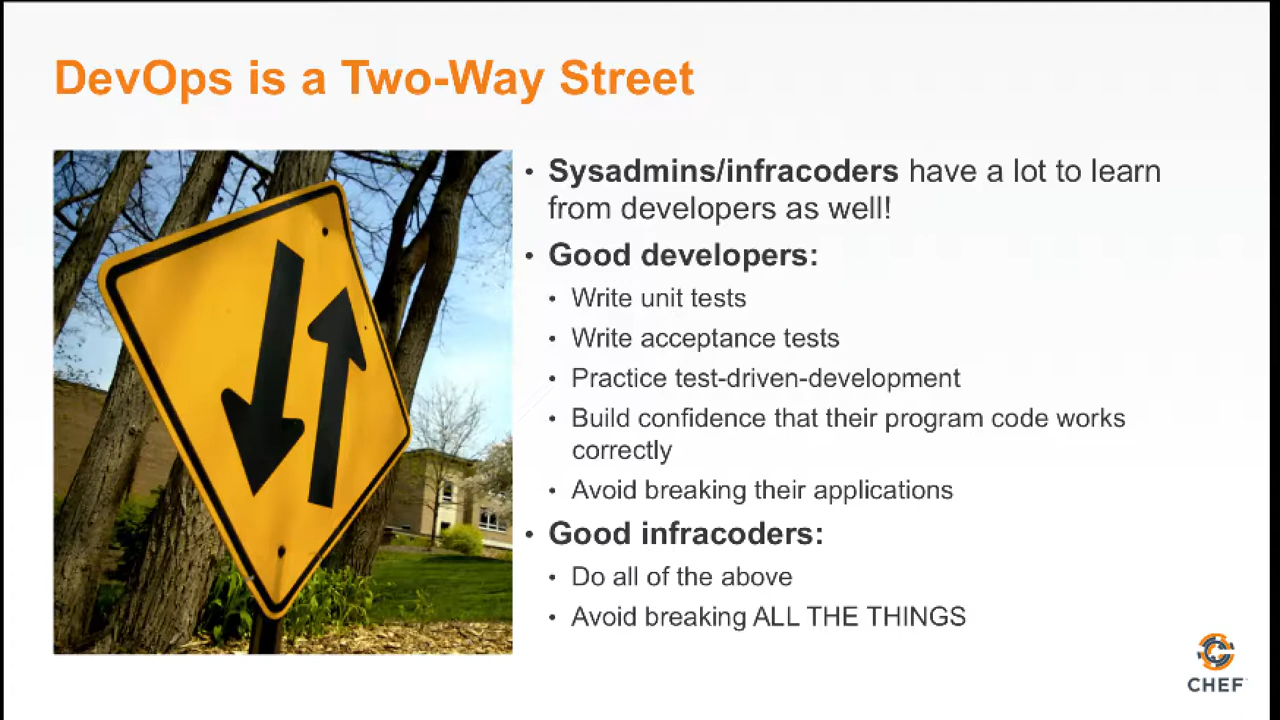 DevOps is a Two-Way Street
• Sysadmins/infracoders have a lot to learn
from developers as well!
• Good developers:
• Write unit tests
• Write acceptance tests
• Practice test-driven-development
• Build confidence that their program code works
correctly
• Avoid breaking their applications
• Good infracoders:
• Do all of the above
• Avoid breaking ALL THE THINGS
CHEF